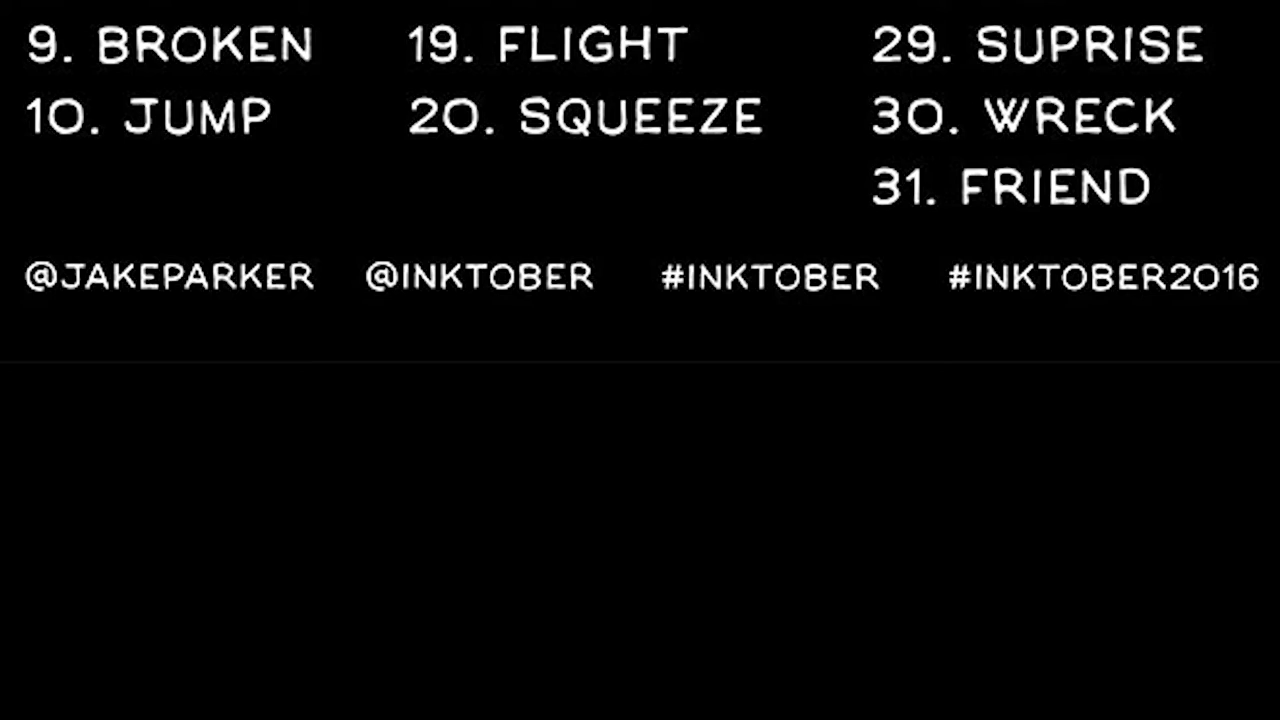 9. BROKEN 19. FLIGHT 29. SUPRISE
10. JUMP 20. SQUEEZE 30. WRECK
31. FRIEND
@JAKEPARKER @INKTOBER #INKTOBER #INKTOBER2016